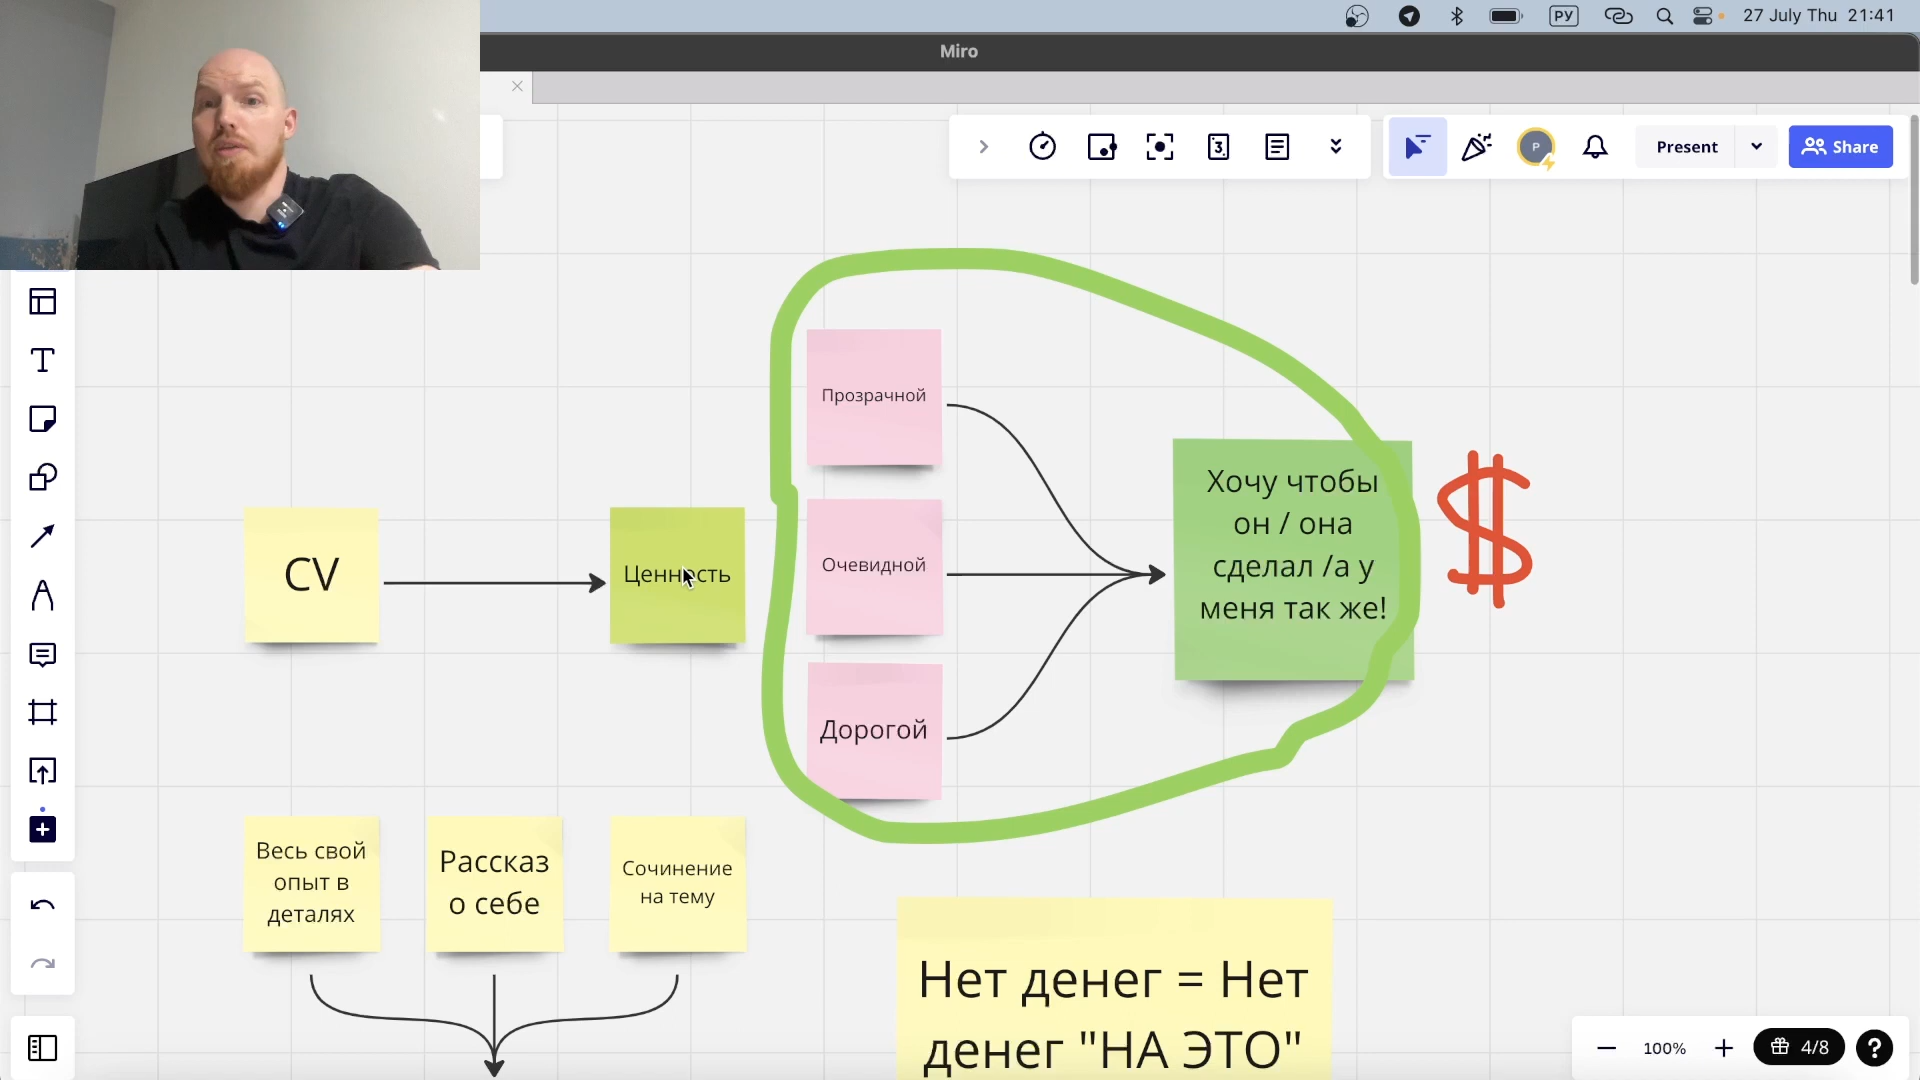 РУ
27 July Thu 21:41
Miro
3
P
Present
Share
Прозрачной
Хочу чтобы
он / она
сделал /а у
меня так же!
$
CV
Ценность
Очевидной
Дорогой
Весь свой
опыт в
деталях
Рассказ
о себе
Сочинение
на тему
Нет денег = Нет
денег "НА ЭТО"
100%
4/8
?